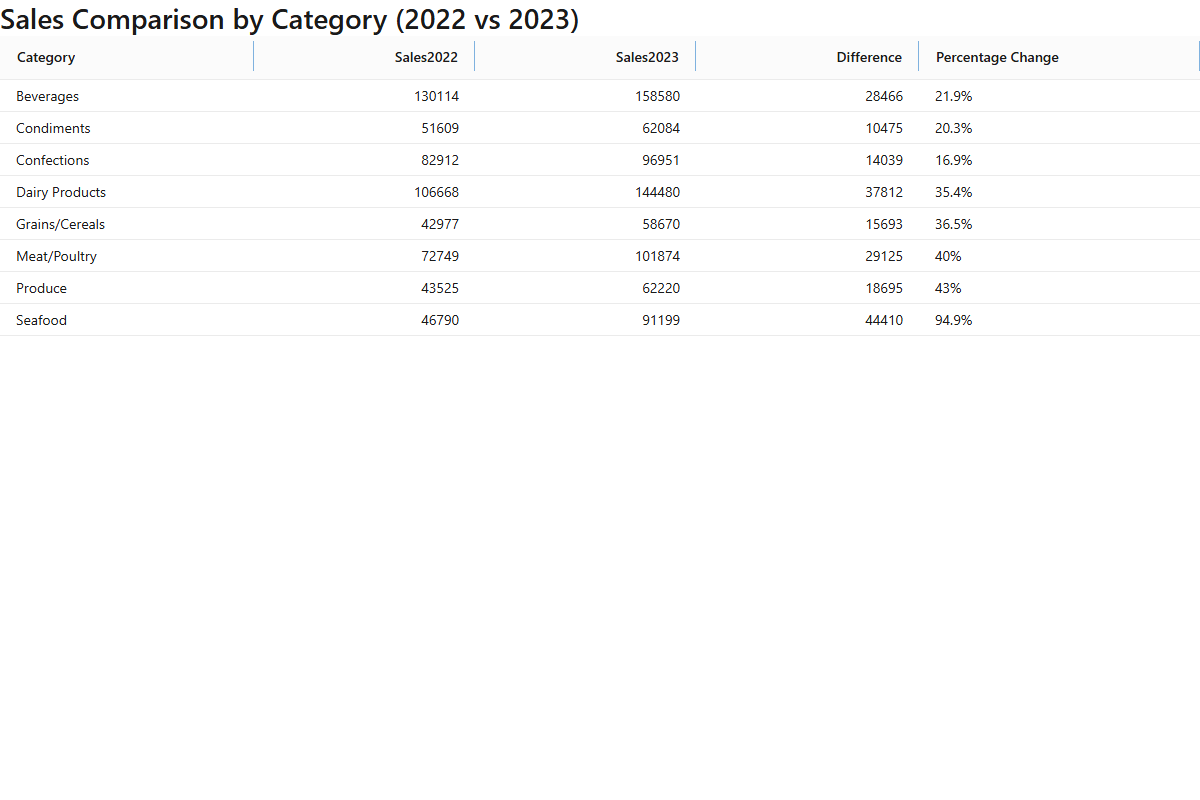 Sales Comparison by Category (2022 vs 2023)
Category Sales2022 Sales2023 Difference Percentage Change
Beverages 130114 158580 28466 21.9%
Condiments 51609 62084 10475 20.3%
Confections 82912 96951 14039 16.9%
Dairy Products 106668 144480 37812 35.4%
Grains/Cereals 42977 58670 15693 36.5%
Meat/Poultry 72749 101874 29125 40%
Produce 43525 62220 18695 43%
Seafood 46790 91199 44410 94.9%